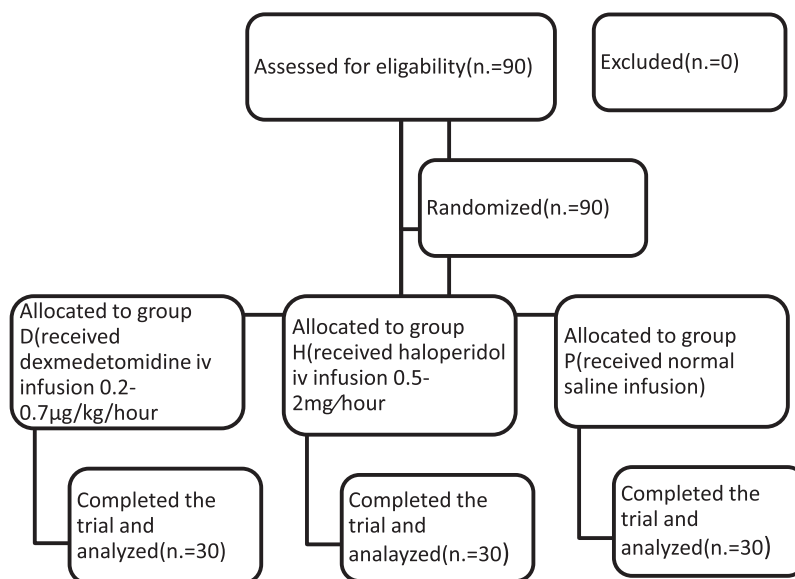 Assessed for eligability(n.=90)
Excluded(n.=0)
Randomized(n.=90)
Allocated to group
D(received
dexmedetomidine iv
infusion 0.2-
0.7µg/kg/hour
Allocated to group
H(received haloperidol
iv infusion 0.5-
2mg/hour
Allocated to group
P(received normal
saline infusion)
Completed the
trial and
analyzed(n.=30)
Completed the
trial and
analayzed(n.=30)
Completed the
trial and
analyzed(n.=30)